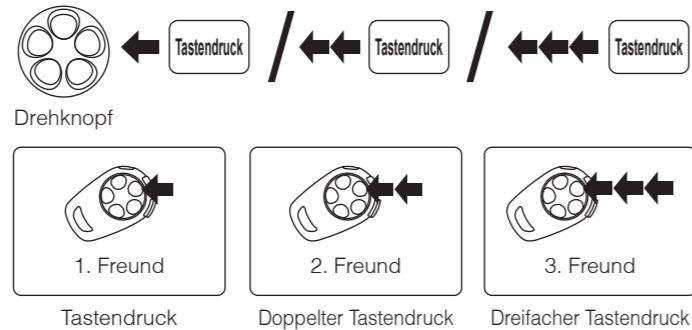 Tastendruck / Tastendruck / Tastendruck
Drehknopf
1. Freund
2. Freund
3. Freund
Tastendruck
Doppelter Tastendruck
Dreifacher Tastendruck